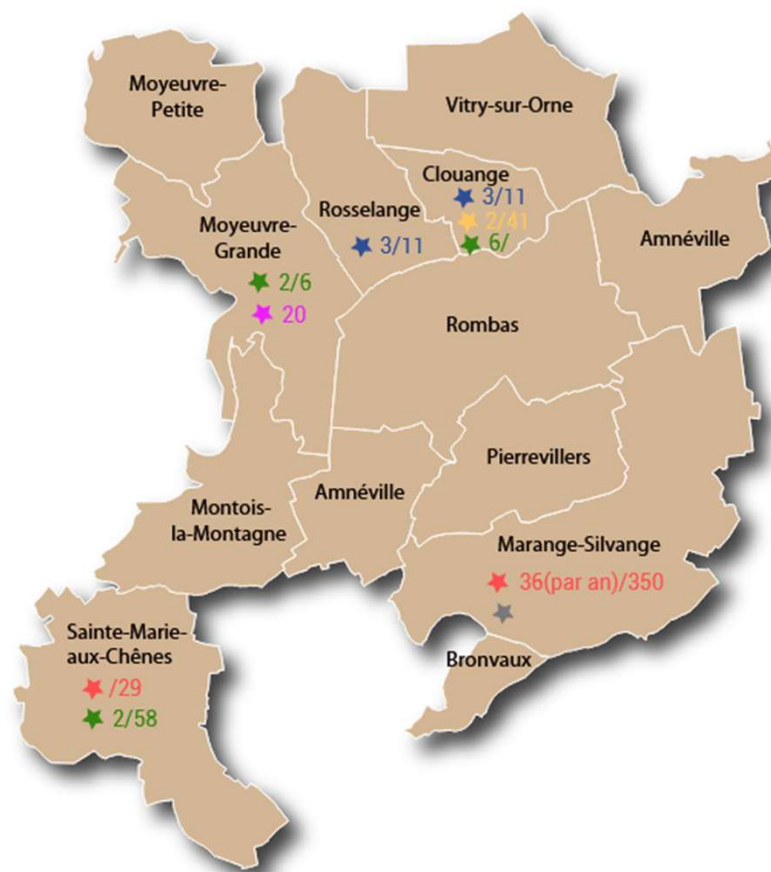 Moyeuvre-
Petite
Vitry-sur-Orne
Clouange
3/11
2/41
6/
Rosselange
3/11
Moyeuvre-
Grande
2/6
20
Amnéville
Rombas
Pierrevillers
Amnéville
Montois-
la-Montagne
Marange-Silvange
36(par an)/350
Sainte-Marie-
aux-Chênes
/29
2/58
Bronvaux